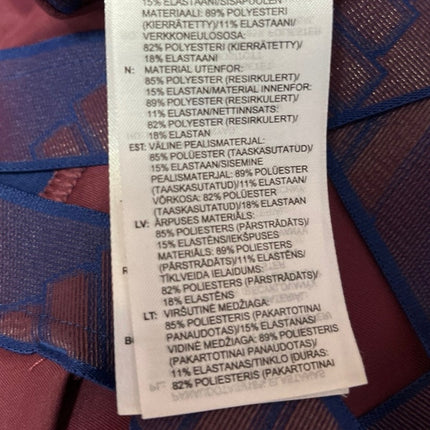 15% ELASTAANI/SISÄPUOLEN
MATERIAALI: 89% POLYESTERI
(KIERRÄTETTY)/11% ELASTAANI/
VERKKONEULOSOSA:
82% POLYESTERI (KIERRÄTETTY)/
18% ELASTAANI
N: MATERIAL UTENFOR:
85% POLYESTER (RESIRKULERT)/
15% ELASTAN/MATERIAL INNENFOR:
89% POLYESTER (RESIRKULERT)/
11% ELASTAN/NETTINNSATS:
82% POLYESTER (RESIRKULERT)/
18% ELASTAN
EST: VÄLINE PEALISMATERJAL:
85% POLÜESTER (TAASKASUTATUD)/
15% ELASTAAN/SISEMINE
PEALISMATERJAL: 89% POLÜESTER
(TAASKASUTATUD)/11% ELASTAAN/
VÕRKOSA: 82% POLÜESTER
(TAASKASUTATUD)/18% ELASTAAN
LV: ĀRPUSES MATERIĀLS:
85% POLIESTERS (PĀRSTRĀDĀTS)/
15% ELASTĒNS/IEKŠPUSES
MATERIĀLS: 89% POLIESTERS
(PĀRSTRĀDĀTS)/11% ELASTĒNS/
TĪKLVEIDA IELAIDUMS:
82% POLIESTERS (PĀRSTRĀDĀTS)/
18% ELASTĒNS
LT: VIRŠUTINĖ MEDŽIAGA:
85% POLIESTERIS (PAKARTOTINAI
PANAUDOTAS)/15% ELASTANAS/
VIDINĖ MEDŽIAGA: 89% POLIESTERIS
(PAKARTOTINAI PANAUDOTAS)/
11% ELASTANAS/TINKLO ĮDURAS:
82% POLIESTERIS (PAKARTOTINAI